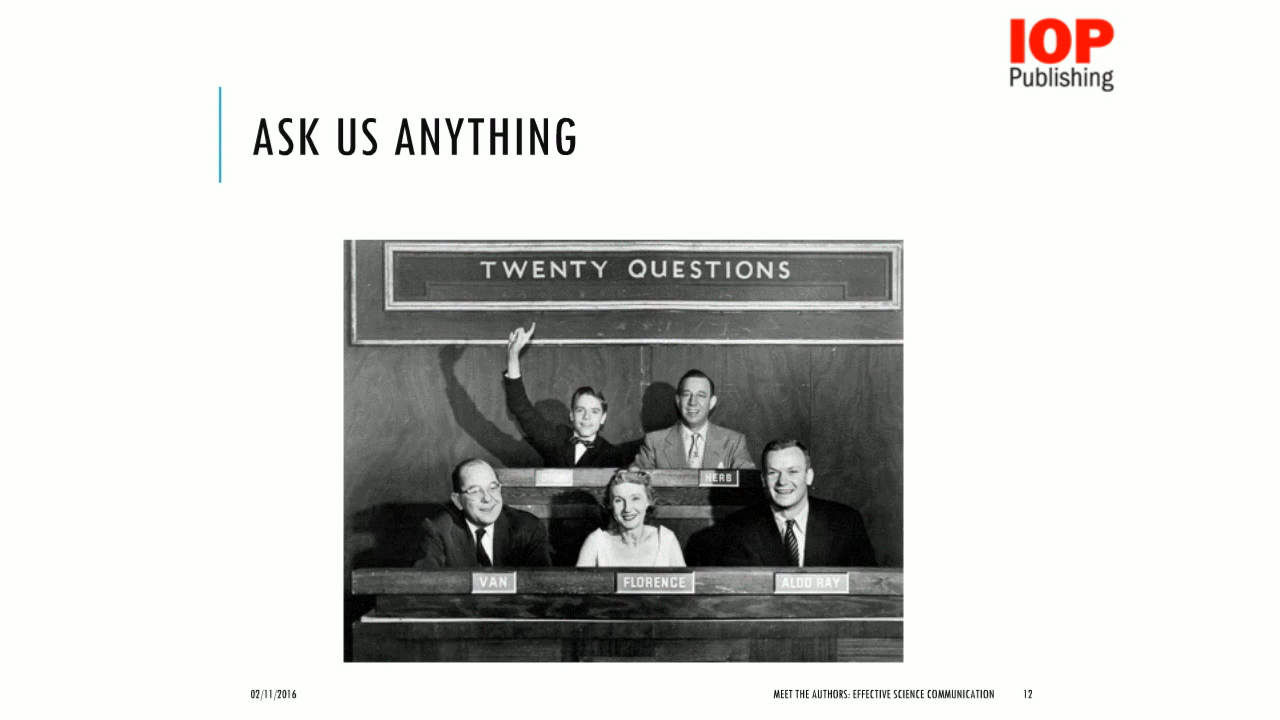 IOP
Publishing
ASK US ANYTHING
TWENTY QUESTIONS
HERB
VAN
FLORENCE
ALDO RAY
02/11/2016
MEET THE AUTHORS: EFFECTIVE SCIENCE COMMUNICATION
12